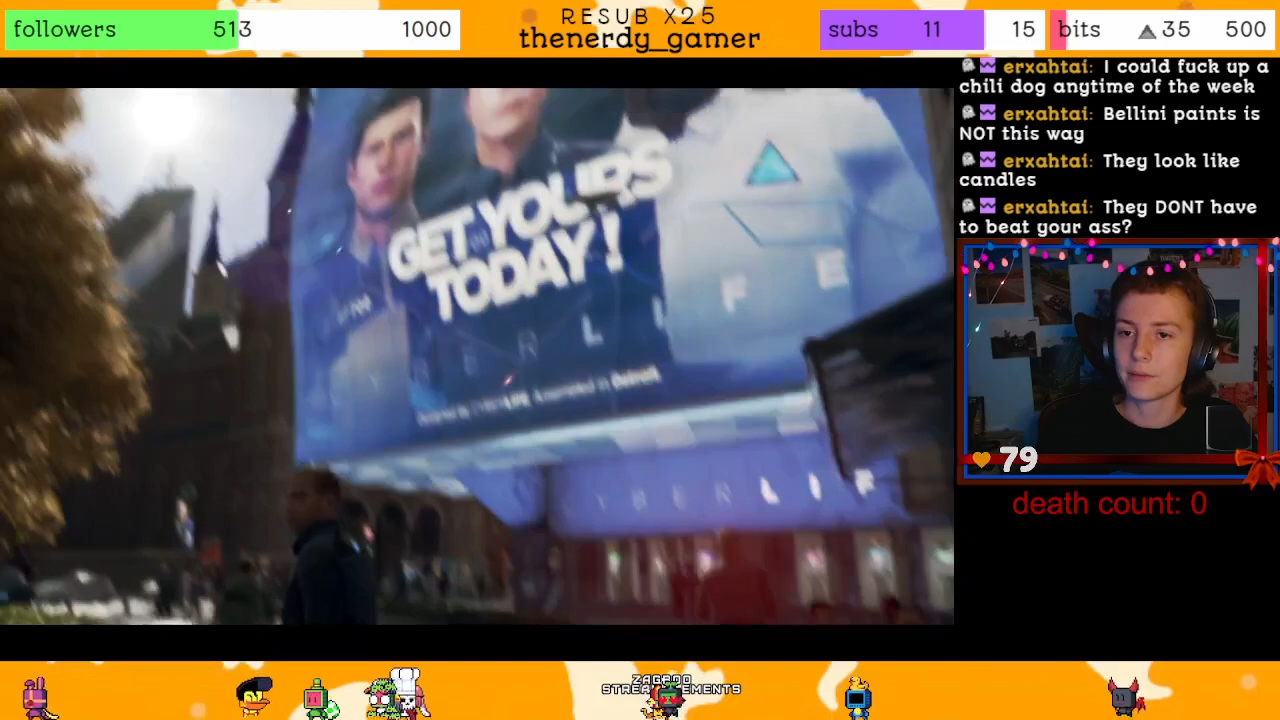 followers 513 1000
RESUB X25
thenerdy_gamer
subs 11 15
bits 35 500
erxahtai: I could fuck up a
chili dog anytime of the week
erxahtai: Bellini paints is
NOT this way
erxahtai: They look like
candles
erxahtai: They DONT have
to beat your ass?
GET YOURS
TODAY!
E R L I F E
Detroit.
Y B E R L I F
79
death count: 0
STREAMELEMENTS